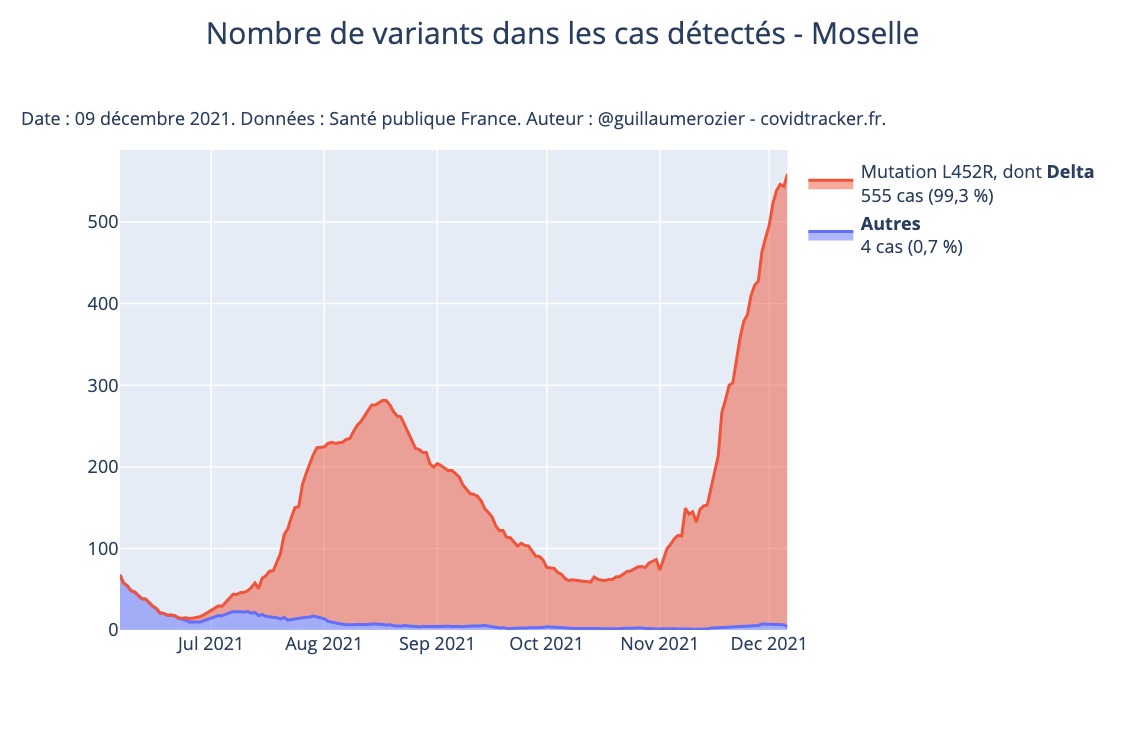 Nombre de variants dans les cas détectés - Moselle
Date : 09 décembre 2021. Données : Santé publique France. Auteur : @guillaumerozier - covidtracker.fr.
Mutation L452R, dont Delta
555 cas (99,3 %)
Autres
4 cas (0,7 %)
500
400
300
200
100
0
Jul 2021
Aug 2021
Sep 2021
Oct 2021
Nov 2021
Dec 2021